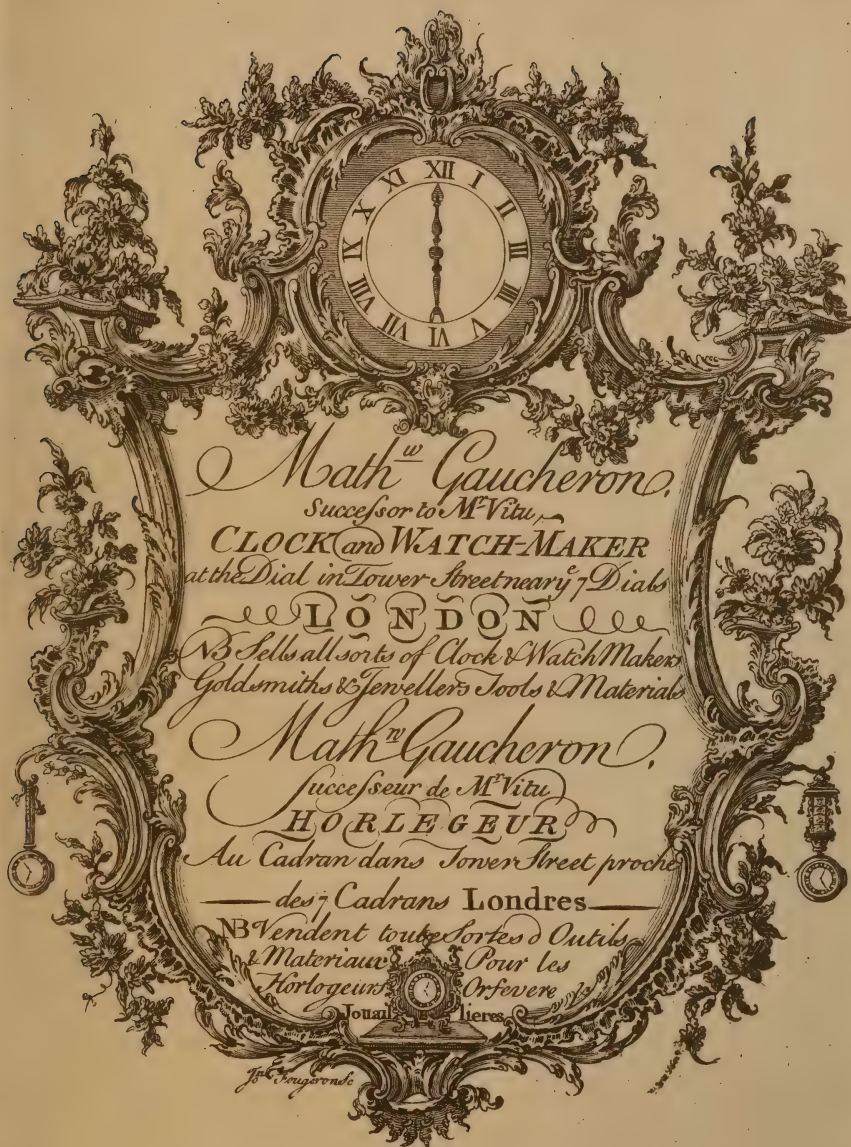 XII I II III IIII V VI VII VIII IX X XI
Mathw Gaucheron,
Succeſsor to Mr Vitu,
CLOCK and WATCH-MAKER
at the Dial in Tower Street near ye 7 Dials
LONDON
NB Sells all sorts of Clock & Watch Makers
Goldsmiths & Jewellers Tools & Materials
Mathw Gaucheron,
Succeſseur de Mr Vitu
HORLEGEUR
Au Cadran dans Tower Street proche
des 7 Cadrans Londres
NB Vendent toute Sortes d Outils
& Materiaux Pour les
Horlogeurs Orfevere
Jouail lieres
Fougeron sc